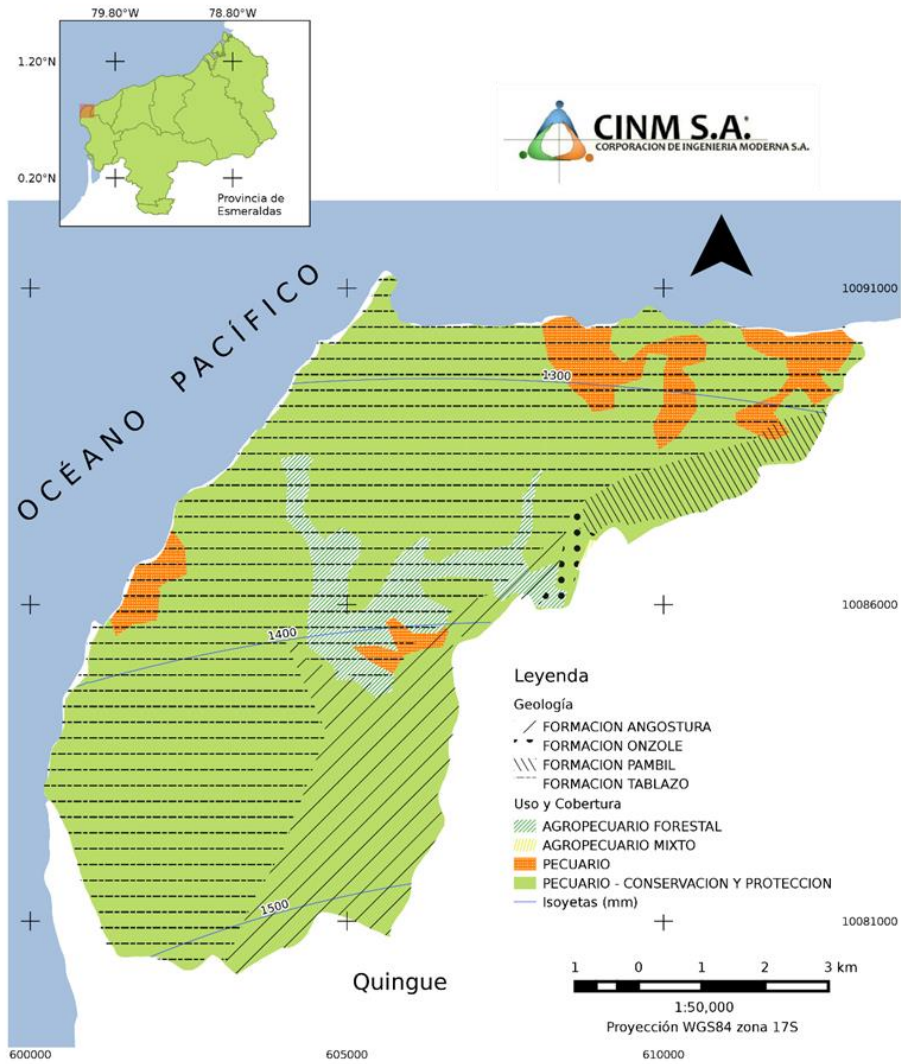 79.80°W
78.80°W
1.20°N
0.20°N
Provincia de
Esmeraldas
CINM S.A.
CORPORACION DE INGENIERIA MODERNA S.A.
OCÉANO PACÍFICO
10091000
1300
10086000
1400
1500
Leyenda
Geología
FORMACION ANGOSTURA
FORMACION ONZOLE
FORMACION PAMBIL
FORMACION TABLAZO
Uso y Cobertura
AGROPECUARIO FORESTAL
AGROPECUARIO MIXTO
PECUARIO
PECUARIO - CONSERVACION Y PROTECCION
Isoyetas (mm)
10081000
Quingue
1 0 1 2 3 km
1:50,000
Proyección WGS84 zona 17S
600000 605000 610000